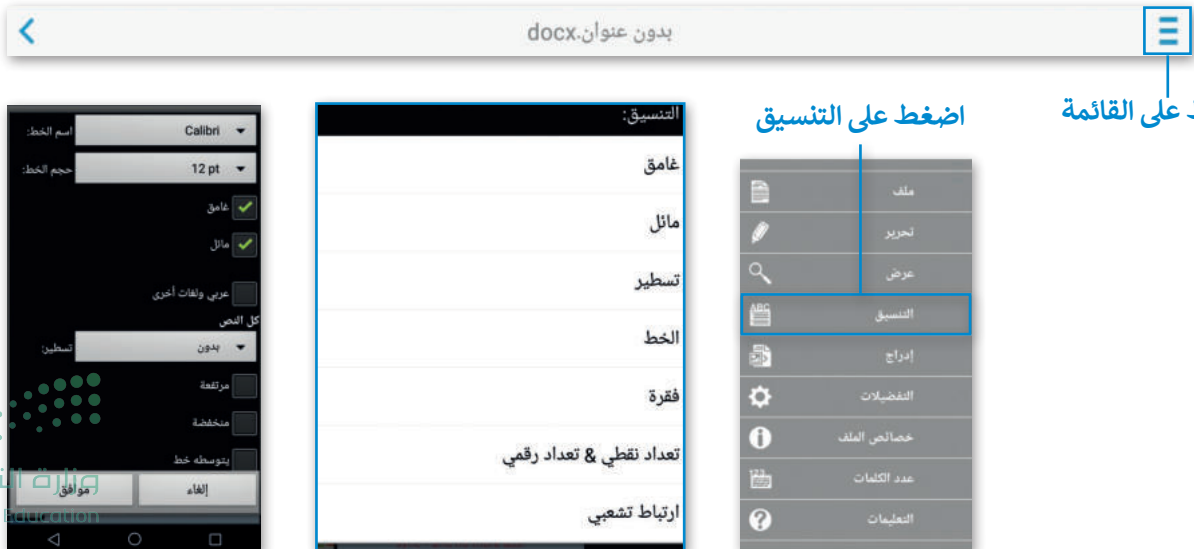 بدون عنوان.docx
على القائمة
اضغط على التنسيق
ملف
تحرير
عرض
التنسيق
إدراج
التفضيلات
خصائص الملف
عدد الكلمات
التعليمات
التنسيق:
غامق
مائل
تسطير
الخط
فقرة
تعداد نقطي & تعداد رقمي
ارتباط تشعبي
اسم الخط: Calibri
حجم الخط: 12 pt
غامق
مائل
عربي ولغات أخرى
كل النص
تسطير: بدون
مرتفعة
منخفضة
يتوسطه خط
موافق إلغاء
وزارة
Education